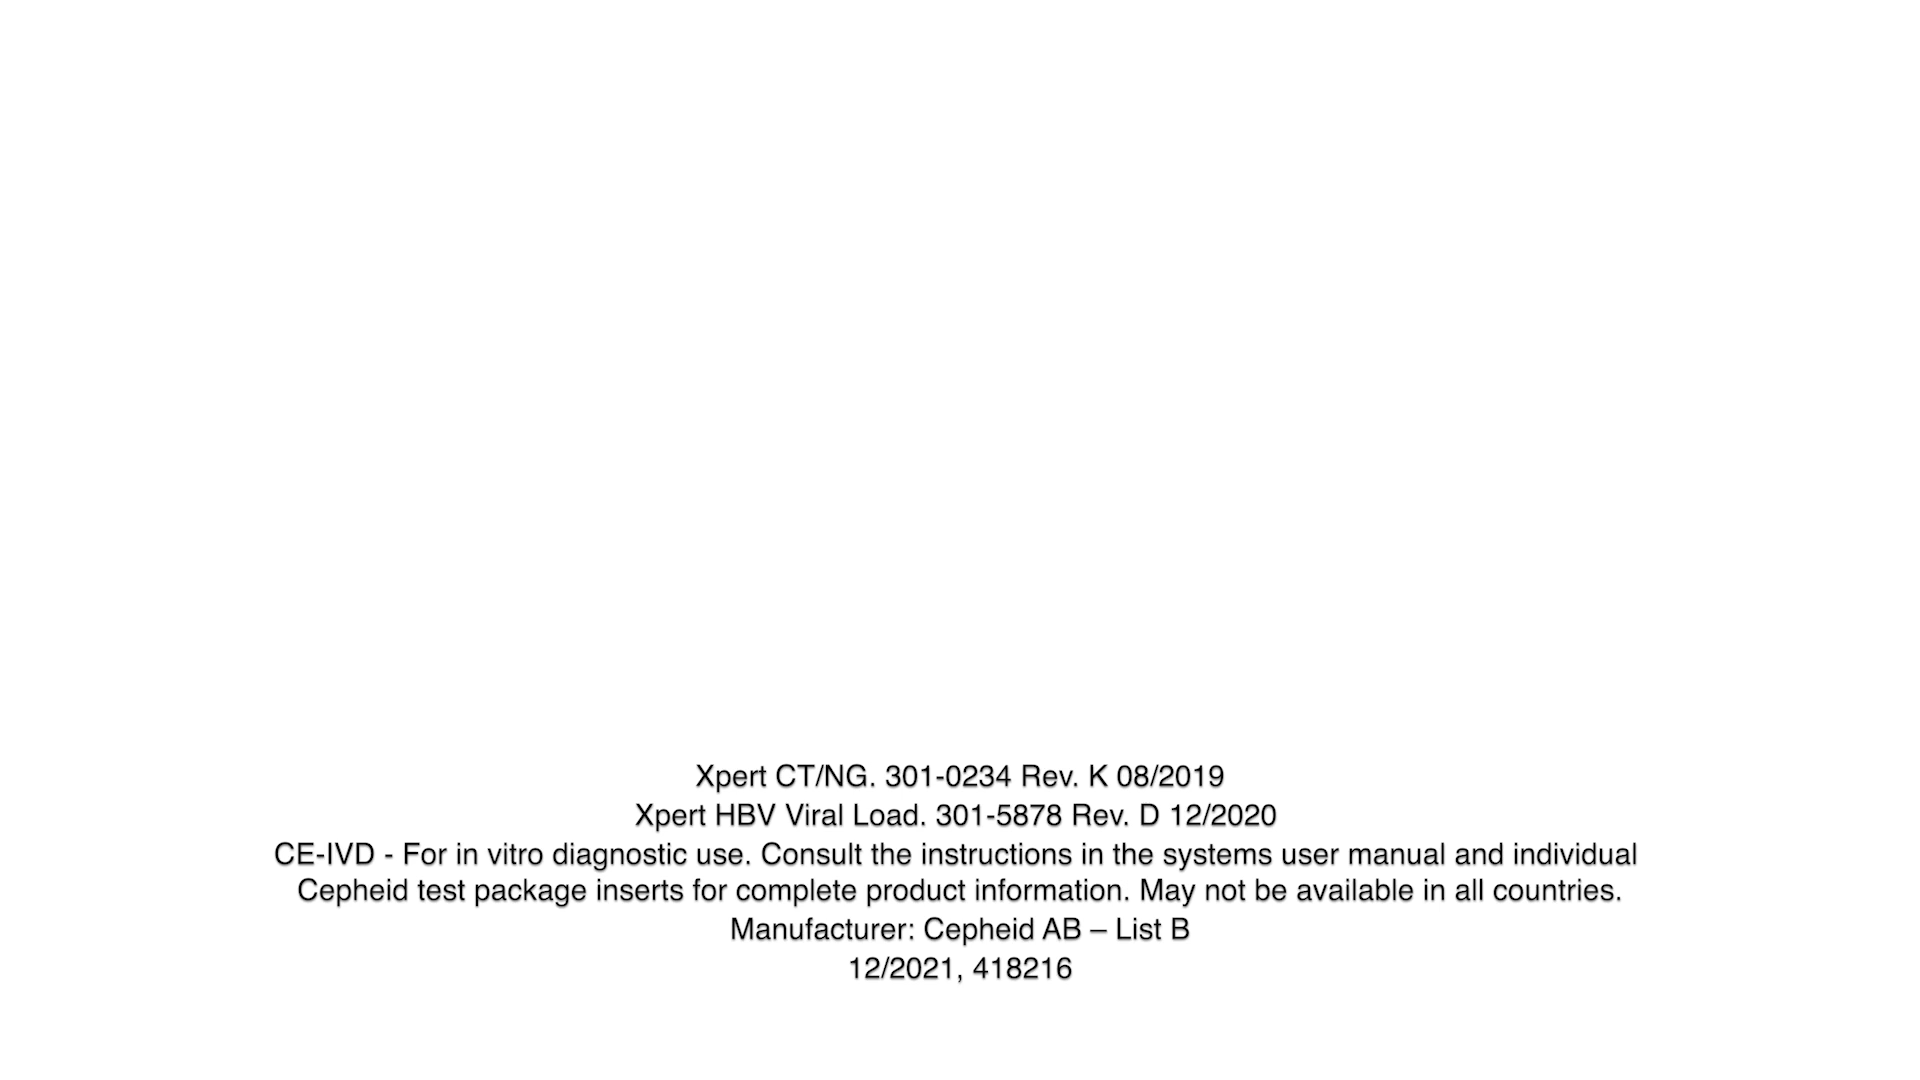 Xpert CT/NG. 301-0234 Rev. K 08/2019
Xpert HBV Viral Load. 301-5878 Rev. D 12/2020
CE-IVD - For in vitro diagnostic use. Consult the instructions in the systems user manual and individual
Cepheid test package inserts for complete product information. May not be available in all countries.
Manufacturer: Cepheid AB – List B
12/2021, 418216